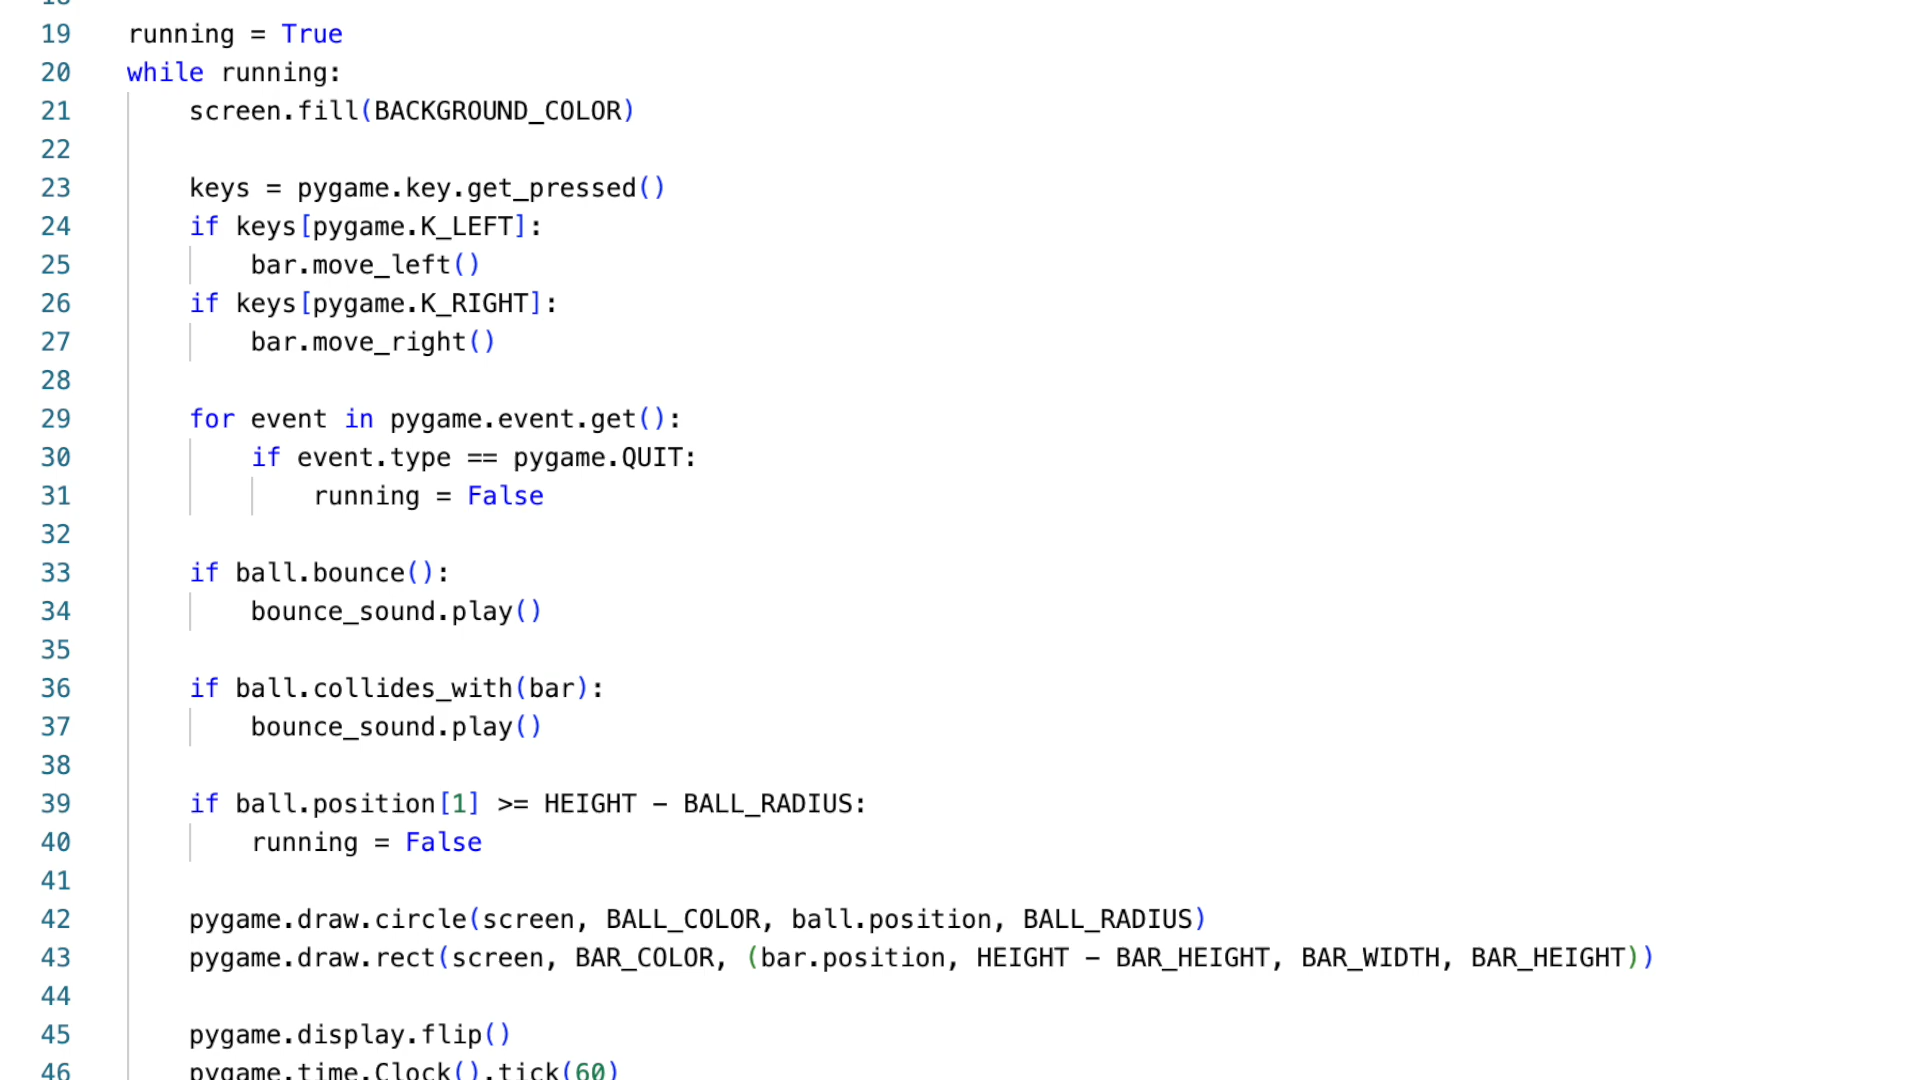 18
19 running = True
20 while running:
21 screen.fill(BACKGROUND_COLOR)
22
23 keys = pygame.key.get_pressed()
24 if keys[pygame.K_LEFT]:
25 bar.move_left()
26 if keys[pygame.K_RIGHT]:
27 bar.move_right()
28
29 for event in pygame.event.get():
30 if event.type == pygame.QUIT:
31 running = False
32
33 if ball.bounce():
34 bounce_sound.play()
35
36 if ball.collides_with(bar):
37 bounce_sound.play()
38
39 if ball.position[1] >= HEIGHT - BALL_RADIUS:
40 running = False
41
42 pygame.draw.circle(screen, BALL_COLOR, ball.position, BALL_RADIUS)
43 pygame.draw.rect(screen, BAR_COLOR, (bar.position, HEIGHT - BAR_HEIGHT, BAR_WIDTH, BAR_HEIGHT))
44
45 pygame.display.flip()
46 pygame.time.Clock().tick(60)